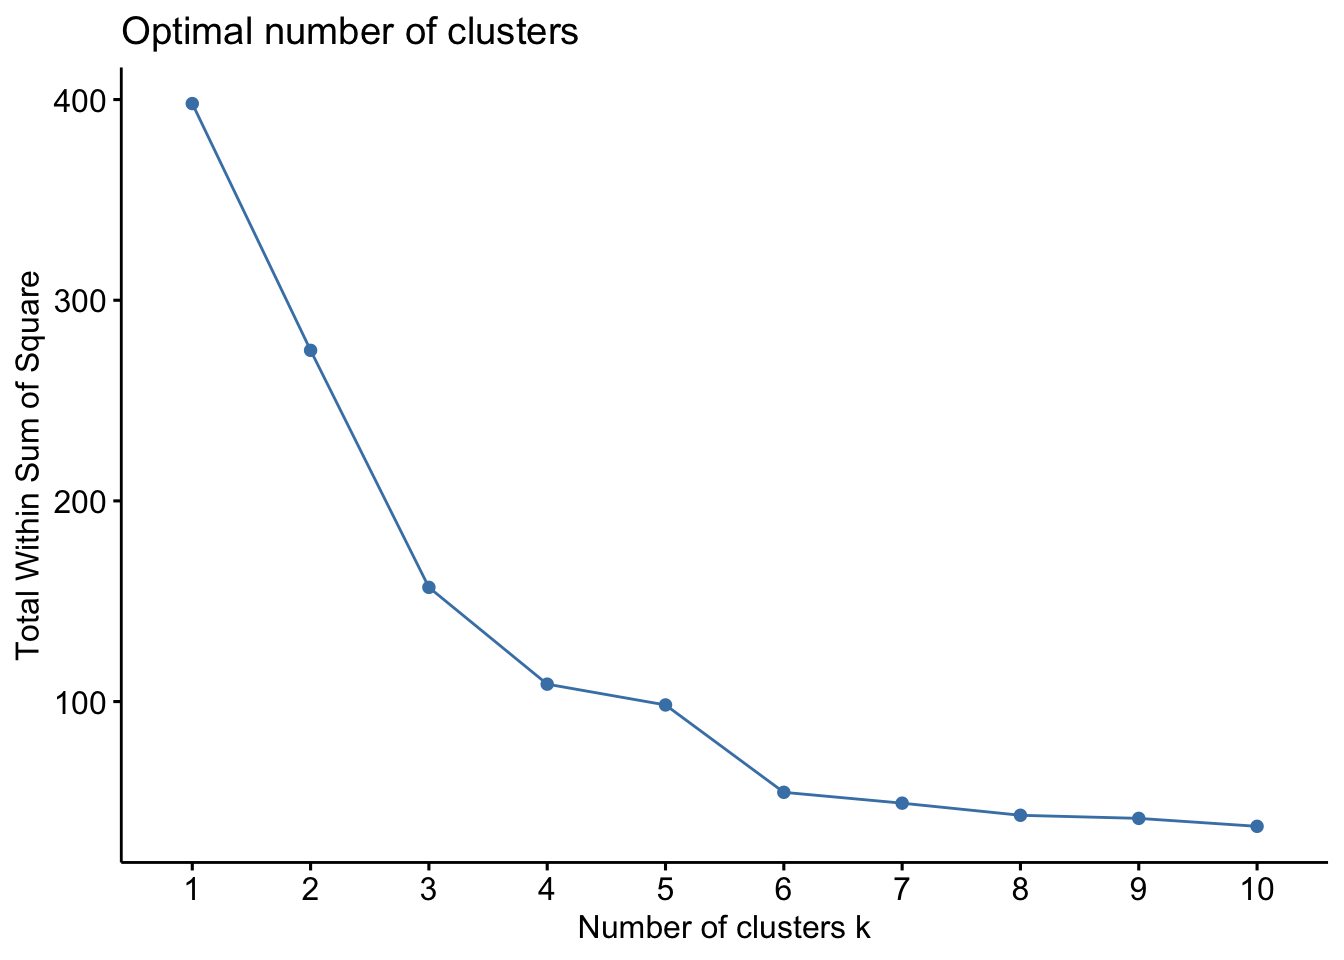 Optimal number of clusters
400
300
200
100
Total Within Sum of Square
1 2 3 4 5 6 7 8 9 10
Number of clusters k